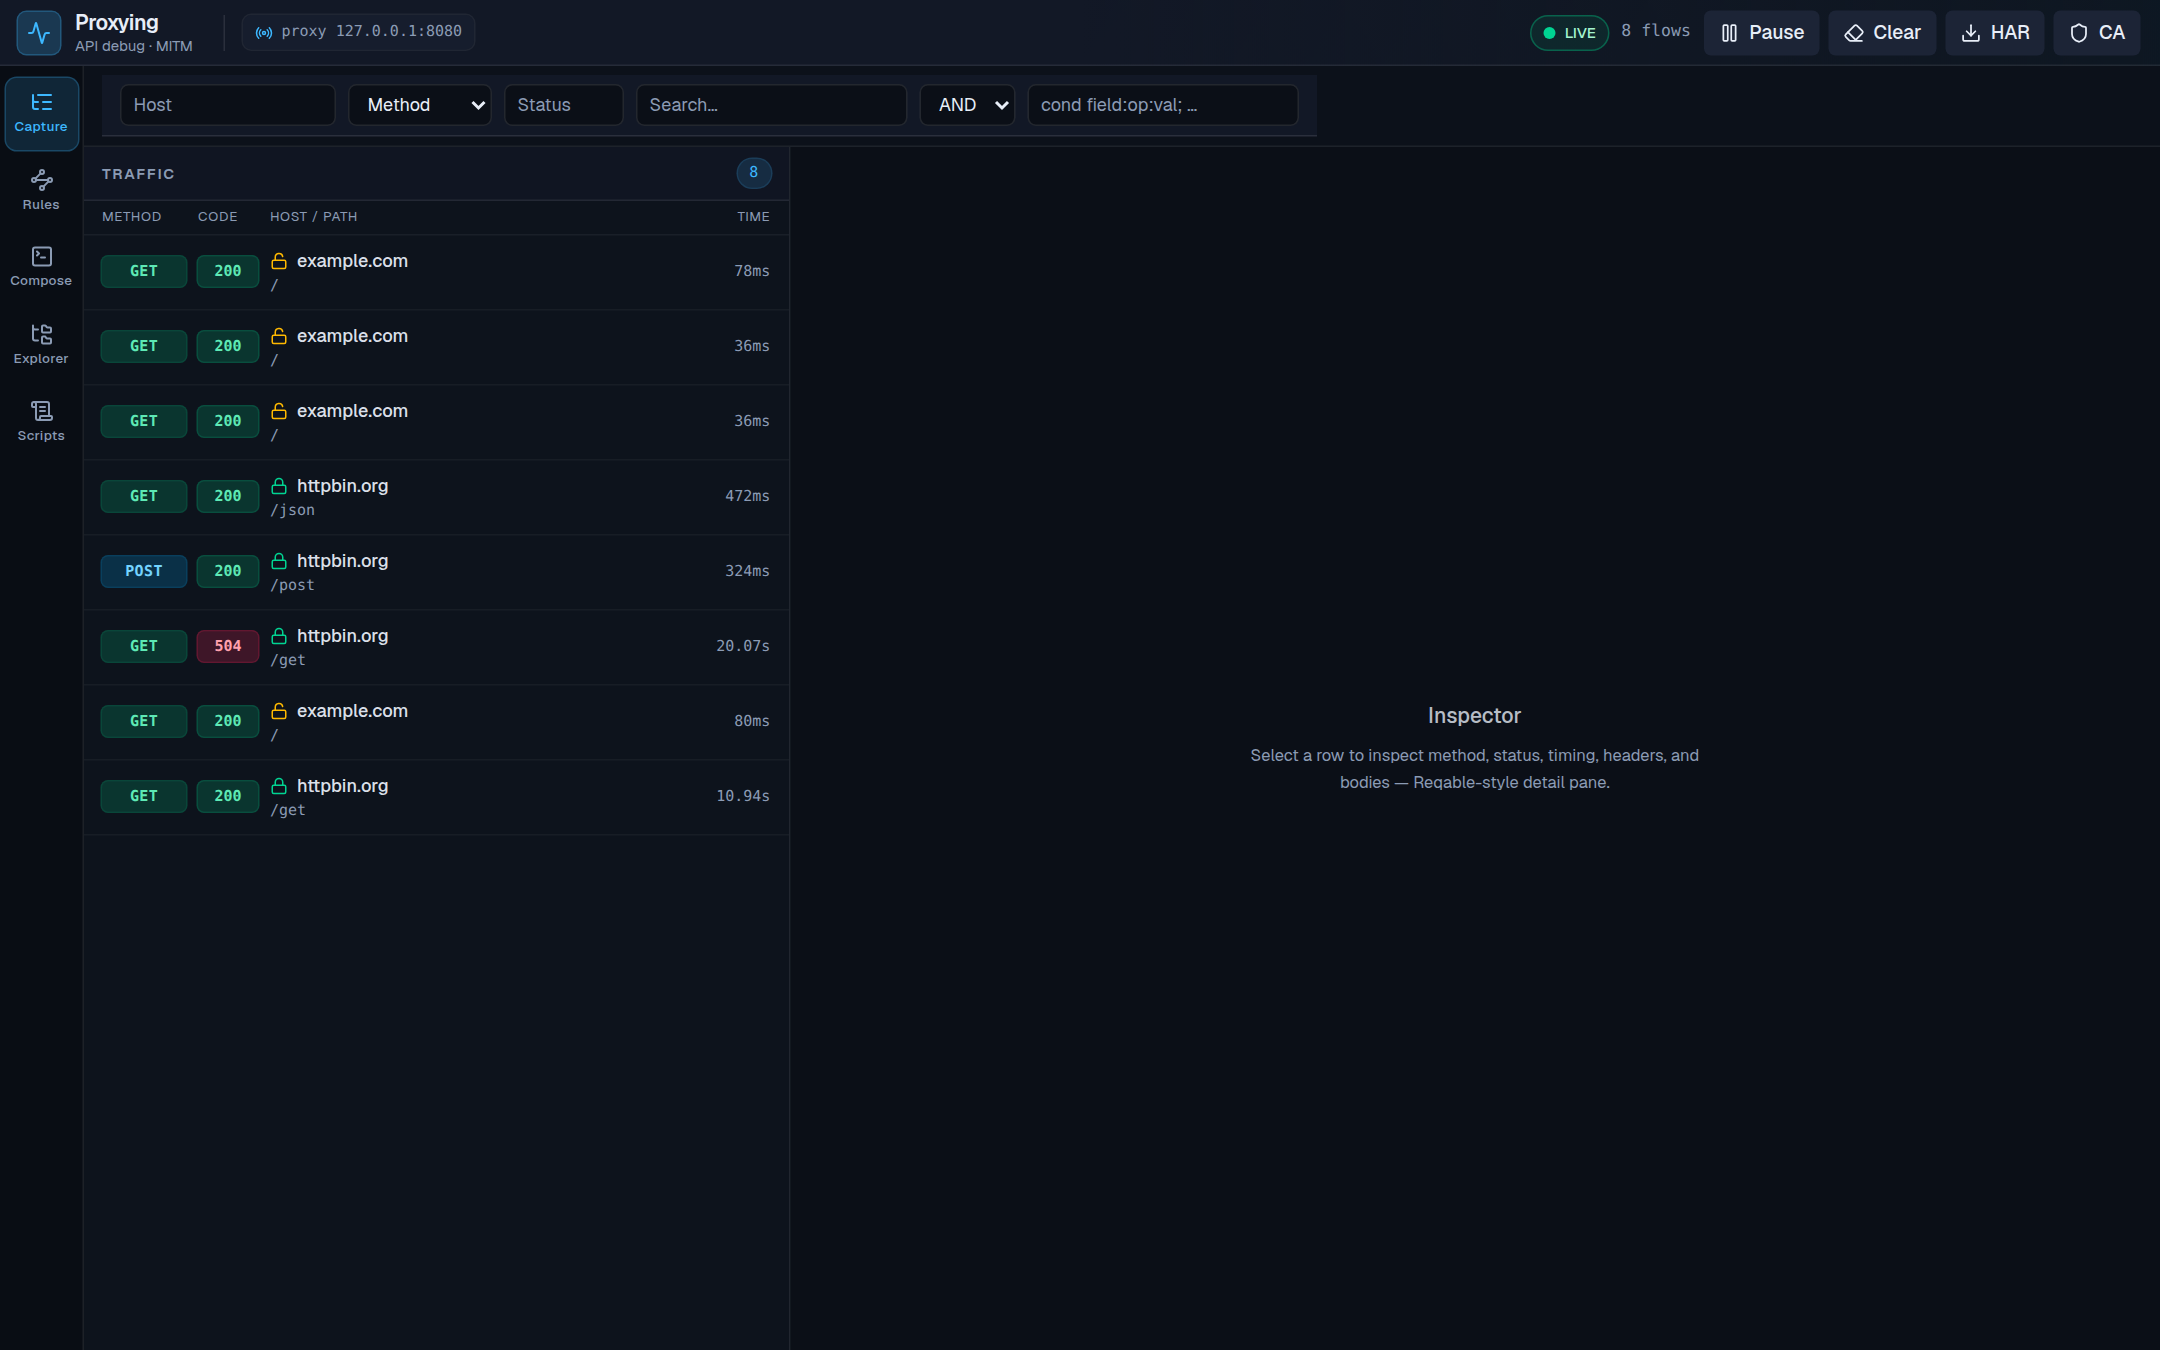 Proxying
API debug · MITM
proxy 127.0.0.1:8080
LIVE
8 flows
Pause
Clear
HAR
CA
Capture
Rules
Compose
Explorer
Scripts
Host
Method
Status
Search...
AND
cond field:op:val; ...
TRAFFIC
8
METHOD CODE HOST / PATH TIME
GET 200 example.com 78ms
/
GET 200 example.com 36ms
/
GET 200 example.com 36ms
/
GET 200 httpbin.org 472ms
/json
POST 200 httpbin.org 324ms
/post
GET 504 httpbin.org 20.07s
/get
GET 200 example.com 80ms
/
GET 200 httpbin.org 10.94s
/get
Inspector
Select a row to inspect method, status, timing, headers, and
bodies — Reqable-style detail pane.